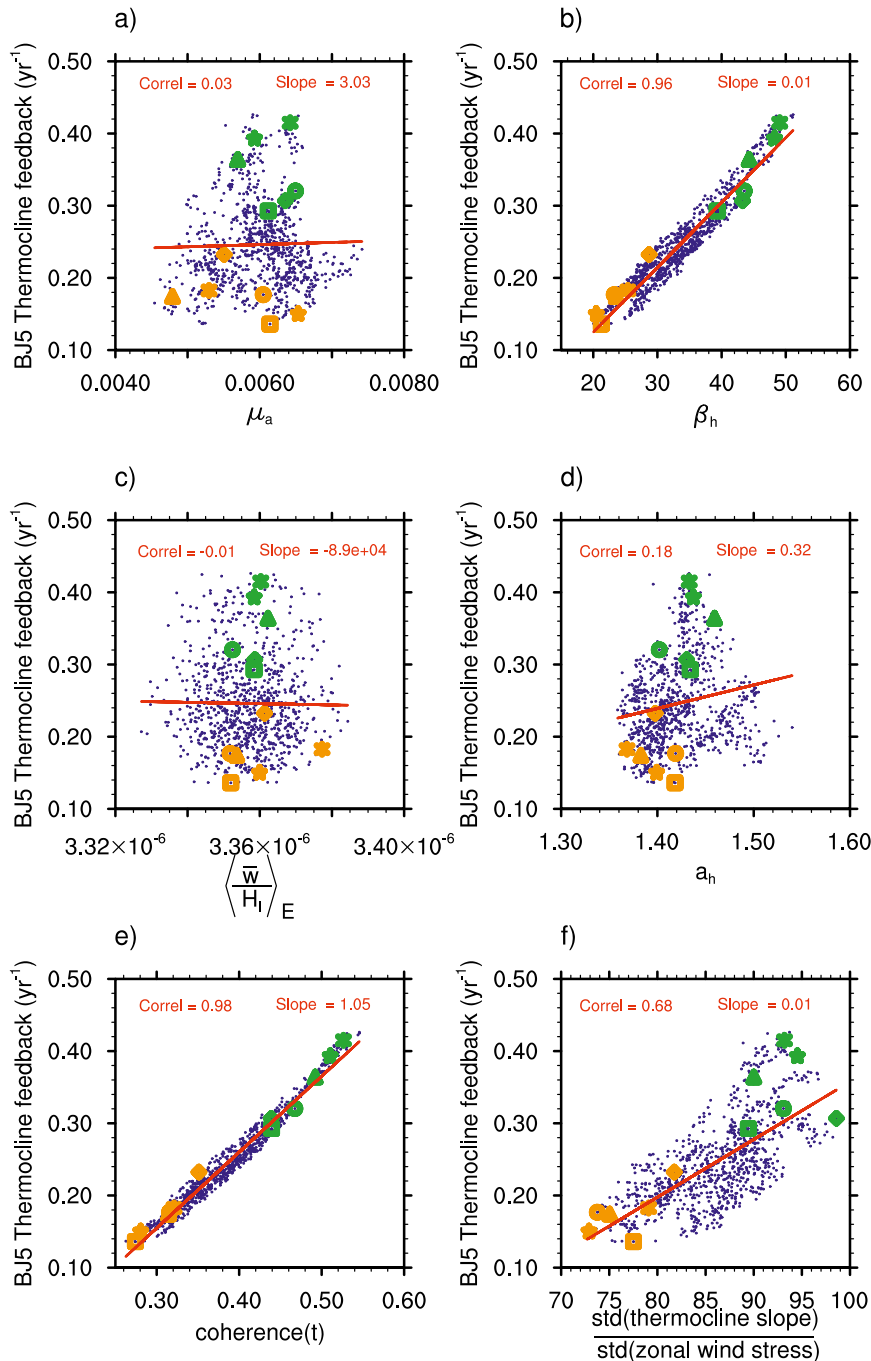 a)
Correl = 0.03 Slope = 3.03
BJ5 Thermocline feedback (yr⁻¹)
0.50
0.40
0.30
0.20
0.10
0.0040 0.0060 0.0080
μₐ
b)
Correl = 0.96 Slope = 0.01
BJ5 Thermocline feedback (yr⁻¹)
0.50
0.40
0.30
0.20
0.10
20 30 40 50 60
βₕ
c)
Correl = -0.01 Slope = -8.9e+04
BJ5 Thermocline feedback (yr⁻¹)
0.50
0.40
0.30
0.20
0.10
3.32×10⁻⁶ 3.36×10⁻⁶ 3.40×10⁻⁶
⟨w̅/H_I⟩_E
d)
Correl = 0.18 Slope = 0.32
BJ5 Thermocline feedback (yr⁻¹)
0.50
0.40
0.30
0.20
0.10
1.30 1.40 1.50 1.60
aₕ
e)
Correl = 0.98 Slope = 1.05
BJ5 Thermocline feedback (yr⁻¹)
0.50
0.40
0.30
0.20
0.10
0.30 0.40 0.50 0.60
coherence(t)
f)
Correl = 0.68 Slope = 0.01
BJ5 Thermocline feedback (yr⁻¹)
0.50
0.40
0.30
0.20
0.10
70 75 80 85 90 95 100
std(thermocline slope)
std(zonal wind stress)